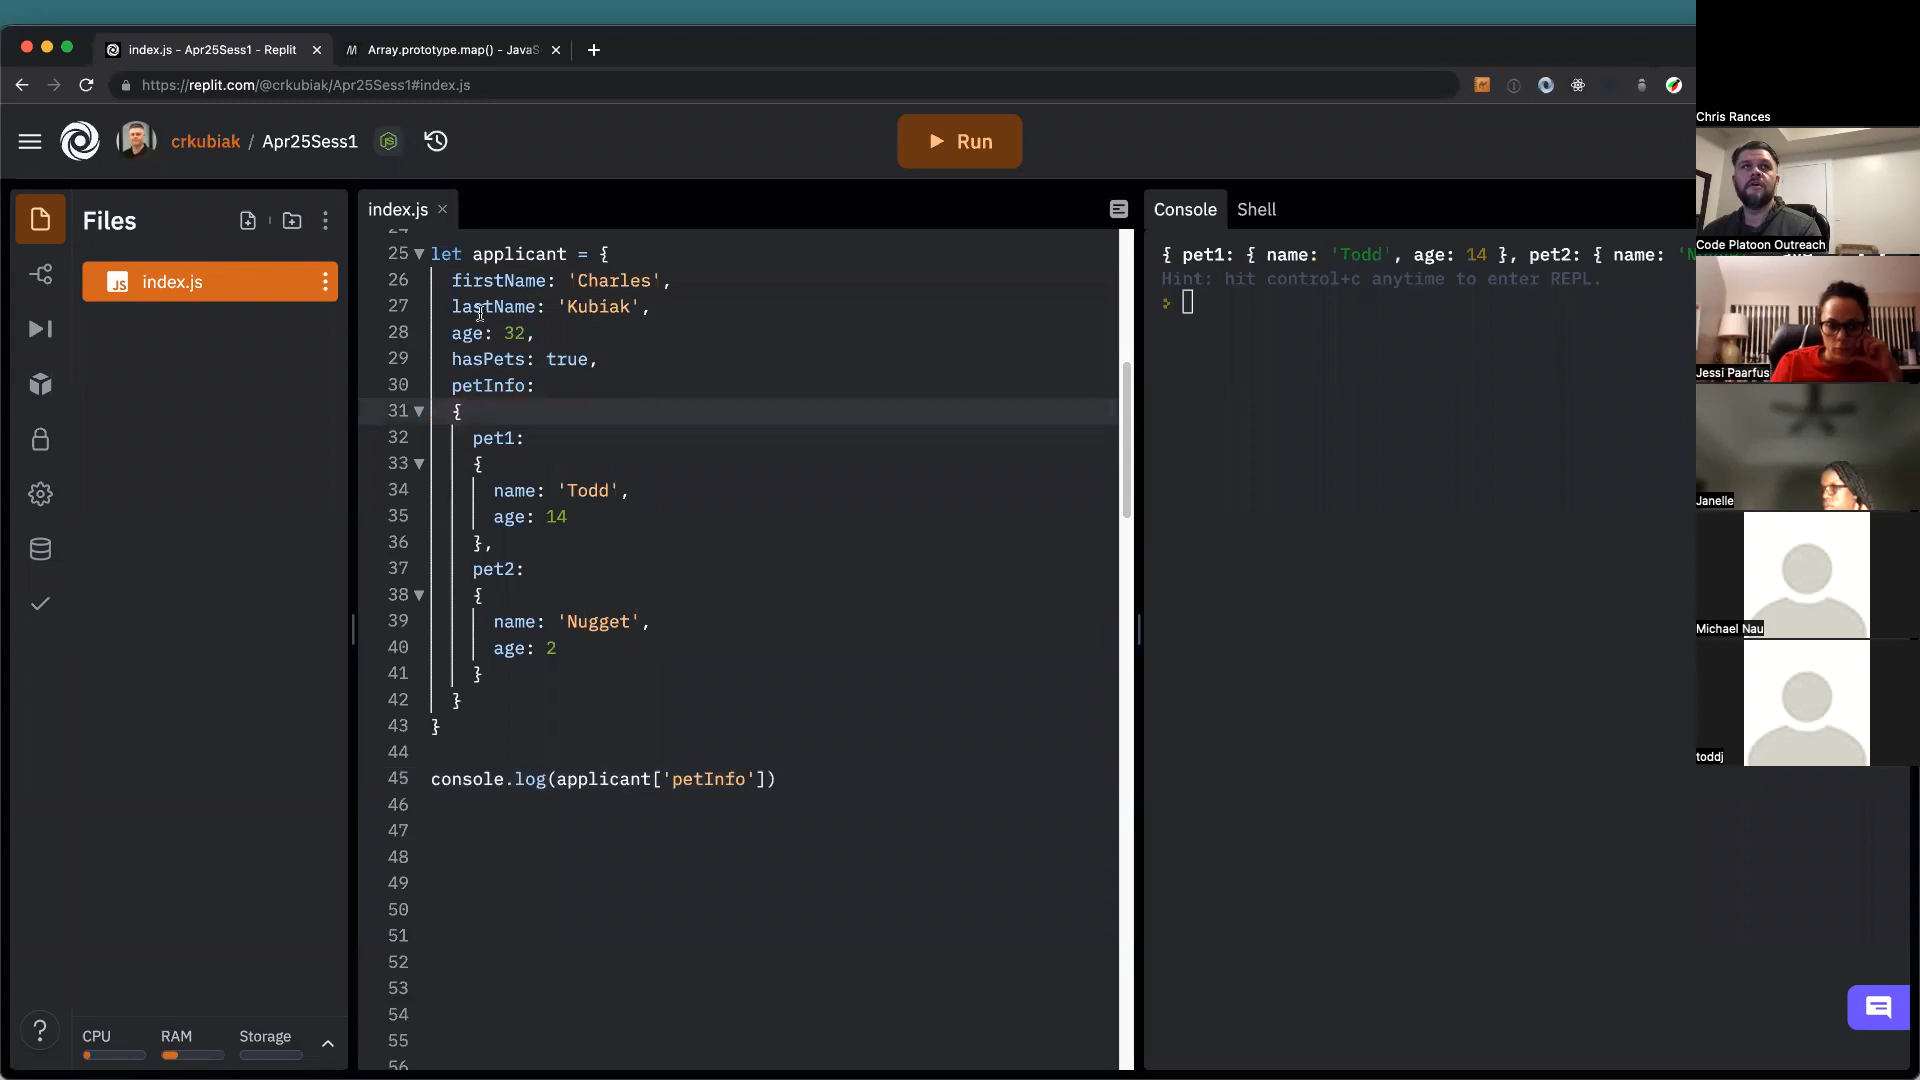 index.js - Apr25Sess1 - Replit
Array.prototype.map() - JavaS
https://replit.com/@crkubiak/Apr25Sess1#index.js
crkubiak / Apr25Sess1
Run
Files
index.js
index.js
Console
Shell
25 let applicant = {
26 firstName: 'Charles',
27 lastName: 'Kubiak',
28 age: 32,
29 hasPets: true,
30 petInfo:
31 {
32 pet1:
33 {
34 name: 'Todd',
35 age: 14
36 },
37 pet2:
38 {
39 name: 'Nugget',
40 age: 2
41 }
42 }
43 }
44
45 console.log(applicant['petInfo'])
46
47
48
49
50
51
52
53
54
55
56
{ pet1: { name: 'Todd', age: 14 }, pet2: { name: 'N
Hint: hit control+c anytime to enter REPL.
Chris Rances
Code Platoon Outreach
Jessi Paarfus
Janelle
Michael Nau
toddj
? CPU RAM Storage